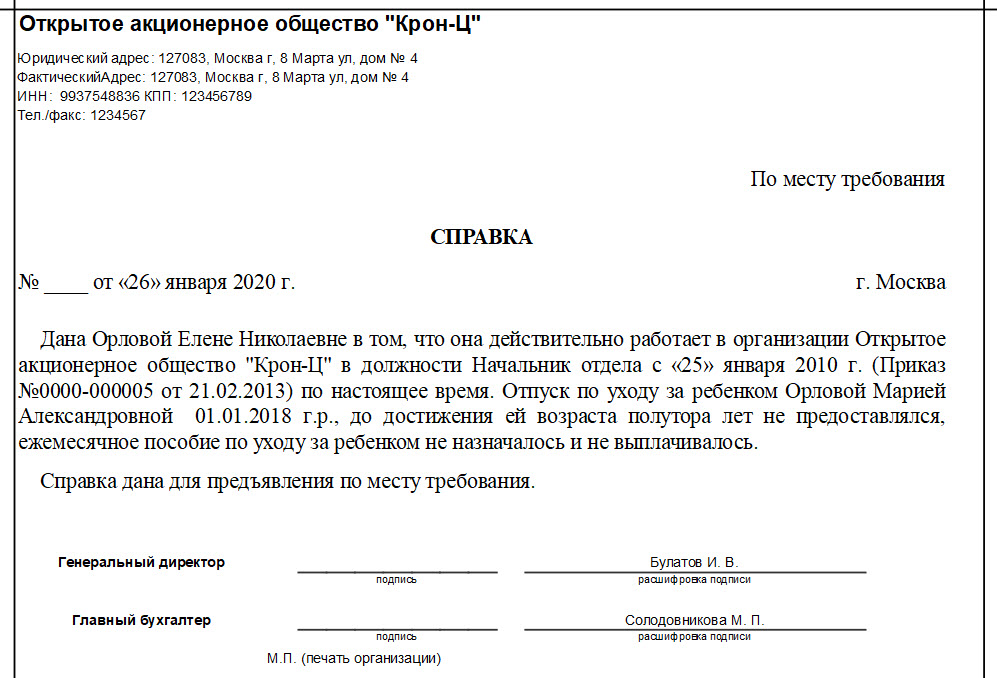 Открытое акционерное общество "Крон-Ц"
Юридический адрес: 127083, Москва г, 8 Марта ул, дом № 4
ФактическийАдрес: 127083, Москва г, 8 Марта ул, дом № 4
ИНН: 9937548836 КПП: 123456789
Тел./факс: 1234567
По месту требования
СПРАВКА
№ ____ от «26» января 2020 г. г. Москва
Дана Орловой Елене Николаевне в том, что она действительно работает в организации Открытое
акционерное общество "Крон-Ц" в должности Начальник отдела с «25» января 2010 г. (Приказ
№0000-000005 от 21.02.2013) по настоящее время. Отпуск по уходу за ребенком Орловой Марией
Александровной 01.01.2018 г.р., до достижения ей возраста полутора лет не предоставлялся,
ежемесячное пособие по уходу за ребенком не назначалось и не выплачивалось.
Справка дана для предъявления по месту требования.
Генеральный директор Булатов И. В.
подпись расшифровка подписи
Главный бухгалтер Солодовникова М. П.
подпись расшифровка подписи
М.П. (печать организации)